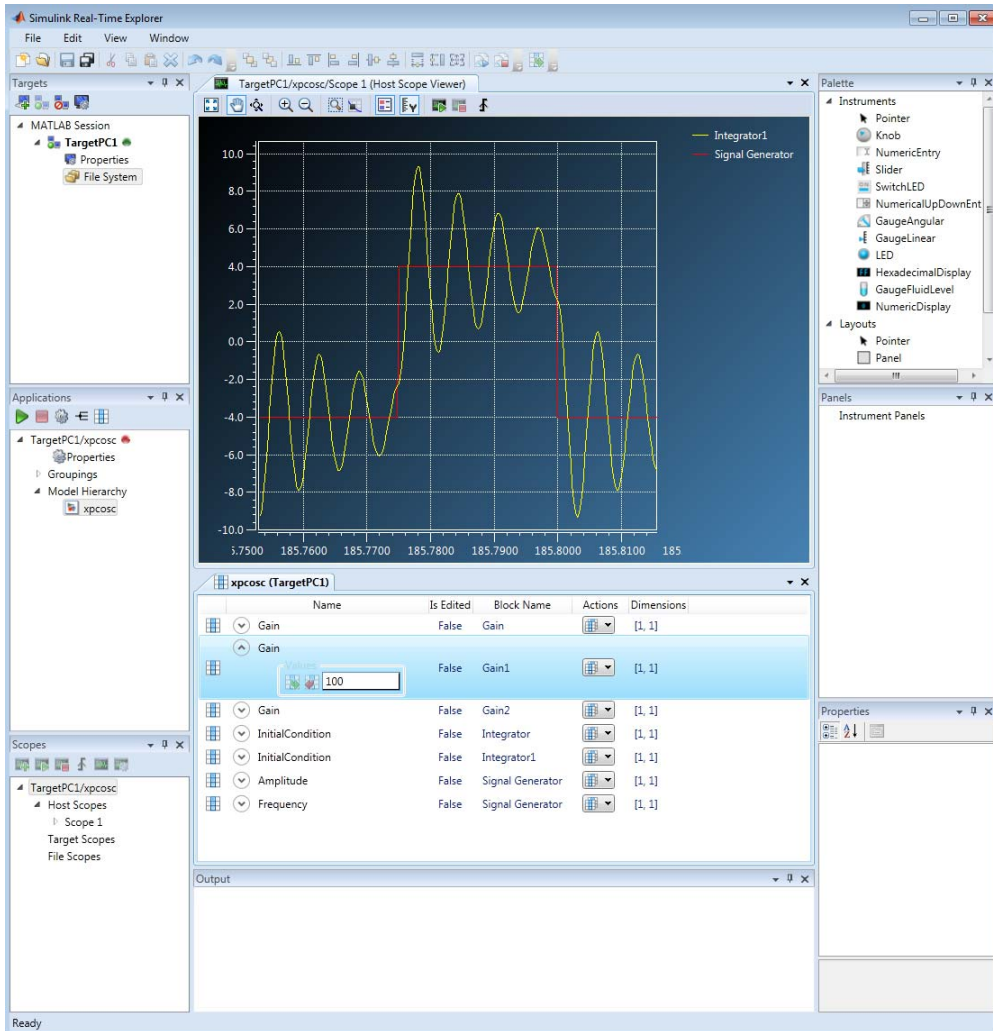 Simulink Real-Time Explorer
File Edit View Window
Targets
MATLAB Session
TargetPC1
Properties
File System
Applications
TargetPC1/xpcosc
Properties
Groupings
Model Hierarchy
xpcosc
Scopes
TargetPC1/xpcosc
Host Scopes
Scope 1
Target Scopes
File Scopes
TargetPC1/xpcosc/Scope 1 (Host Scope Viewer)
Integrator1
Signal Generator
10.0
8.0
6.0
4.0
2.0
0.0
-2.0
-4.0
-6.0
-8.0
-10.0
5.7500 185.7600 185.7700 185.7800 185.7900 185.8000 185.8100 185
xpcosc (TargetPC1)
Name Is Edited Block Name Actions Dimensions
Gain False Gain [1, 1]
Gain
Values
100 False Gain1 [1, 1]
Gain False Gain2 [1, 1]
InitialCondition False Integrator [1, 1]
InitialCondition False Integrator1 [1, 1]
Amplitude False Signal Generator [1, 1]
Frequency False Signal Generator [1, 1]
Output
Palette
Instruments
Pointer
Knob
NumericEntry
Slider
SwitchLED
NumericalUpDownEnt
GaugeAngular
GaugeLinear
LED
HexadecimalDisplay
GaugeFluidLevel
NumericDisplay
Layouts
Pointer
Panel
Panels
Instrument Panels
Properties
Ready